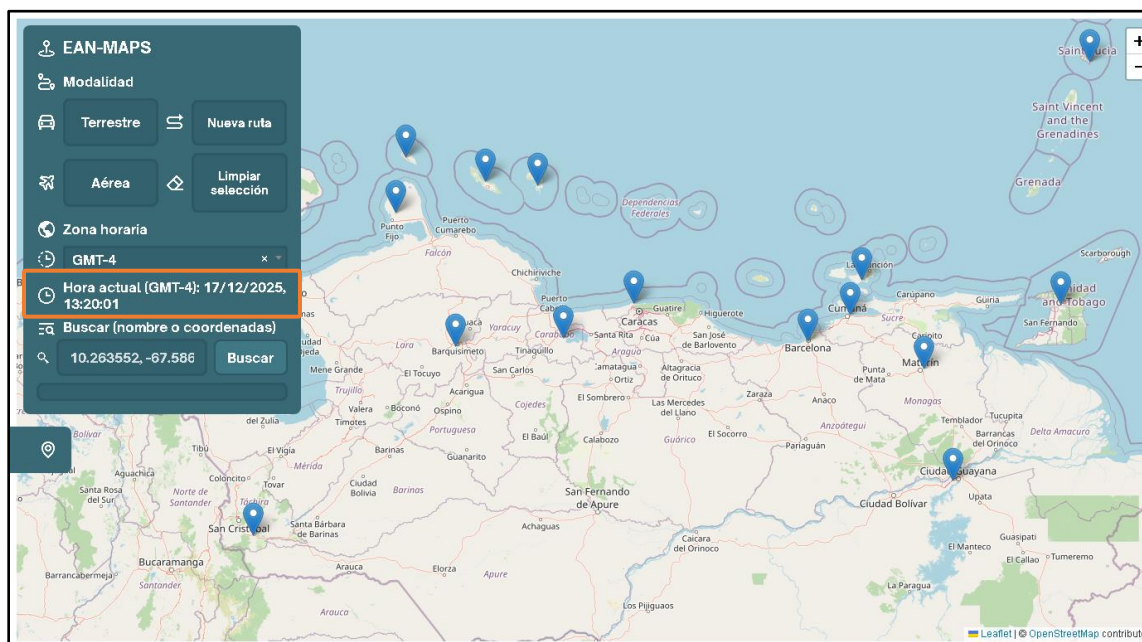 EAN-MAPS
Modalidad
Terrestre
Nueva ruta
Aérea
Limpiar
selección
Zona horaria
GMT-4
×
Hora actual (GMT-4): 17/12/2025,
13:20:01
Buscar (nombre o coordenadas)
10.263552, -67.586
Buscar
+
−
Saint Lucia
Saint Vincent
and the
Grenadines
Grenada
Dependencias
Federales
Punto
Fijo
Puerto
Cumarebo
Falcón
Chichiriviche
Scarborough
Carúpano
Guiria
and Tobago
San Fernando
Cumaná
Sucre
Caripito
Barcelona
Maturín
Punta
de Mata
Monagas
Puerto
Caracas
Guatire
Higuerote
Santa Rita
Cúa
San José
de Barlovento
Aragua
Yaracuy
Lara
Barquisimeto
Tinaquillo
Mene Grande
El Tocuyo
San Carlos
Altagracia
de Orituco
Ortiz
Trujillo
Acarigua
Cojedes
El Sombrero
Las Mercedes
del Llano
Zaraza
Anaco
Valera
Boconó
Ospino
Timotes
del Zulia
Portuguesa
El Baúl
Calabozo
Guárico
El Socorro
Pariaguán
Anzoátegui
Temblador
Tucupita
Barrancas
del Orinoco
Delta Amacuro
Bolívar
Tibú
El Vigía
Mérida
Barinas
Guanarito
Aguachica
Coloncito
Tovar
Santa Rosa
del Sur
Norte de
Santander
Táchira
Ciudad
Bolivia
Barinas
San Fernando
de Apure
Ciudad Guayana
Upata
Ciudad Bolívar
San Cristóbal
Santa Bárbara
de Barinas
Achaguas
Caicara
del Orinoco
Guasipati
El Manteco
El Callao
Tumeremo
Bucaramanga
Barrancabermeja
Santander
Arauca
Elorza
Apure
La Paragua
Arauca
Los Pijiguaos
Leaflet | © OpenStreetMap contribu